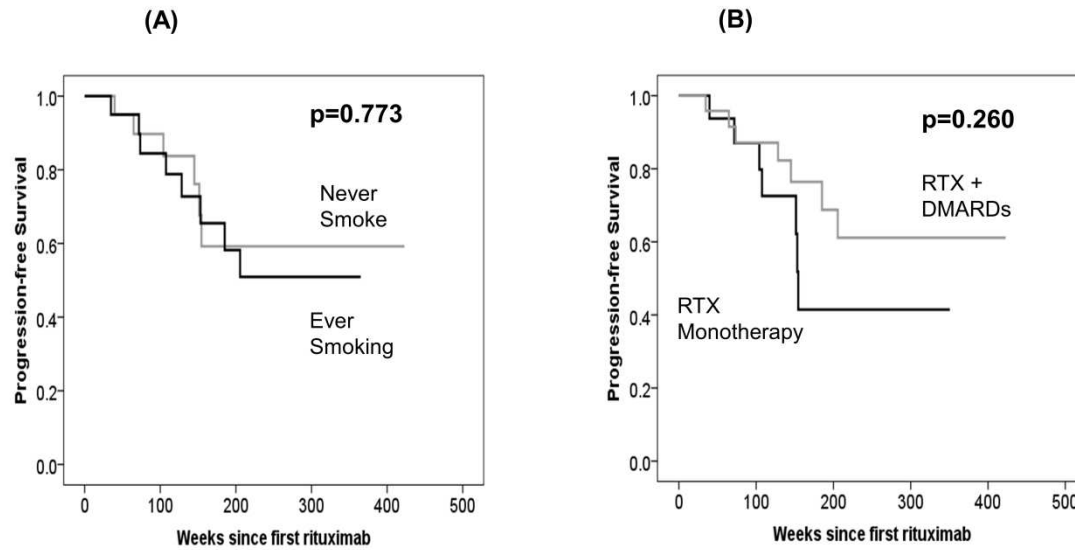 (A)
(B)
p=0.773
Never
Smoke
Ever
Smoking
Progression-free Survival
1.0
0.8
0.6
0.4
0.2
0.0
0 100 200 300 400 500
Weeks since first rituximab
p=0.260
RTX +
DMARDs
RTX
Monotherapy
Progression-free Survival
1.0
0.8
0.6
0.4
0.2
0.0
0 100 200 300 400 500
Weeks since first rituximab